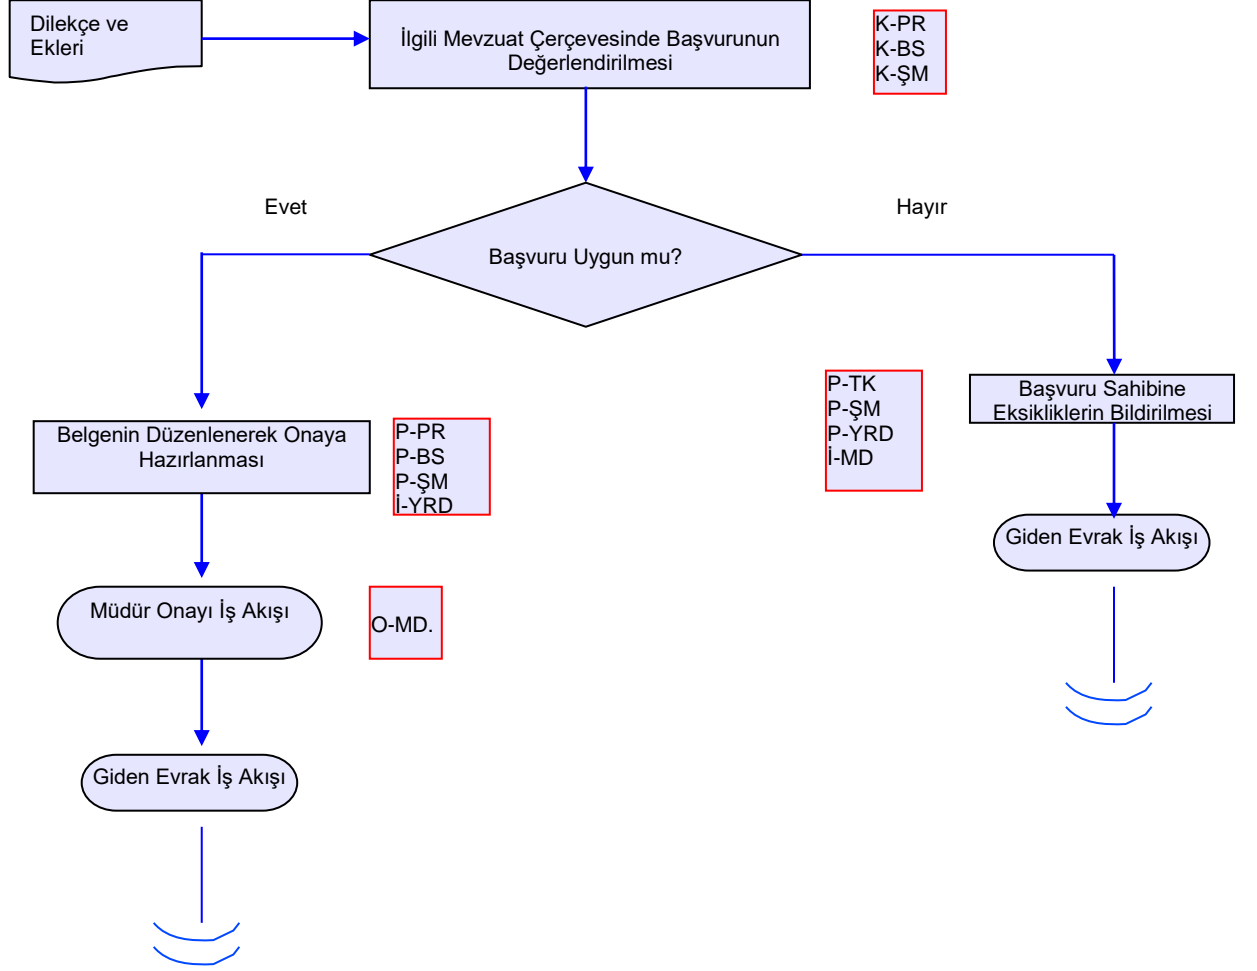 Dilekçe ve
Ekleri
İlgili Mevzuat Çerçevesinde Başvurunun
Değerlendirilmesi
K-PR
K-BS
K-ŞM
Evet
Hayır
Başvuru Uygun mu?
P-TK
P-ŞM
P-YRD
İ-MD
Başvuru Sahibine
Eksikliklerin Bildirilmesi
Belgenin Düzenlenerek Onaya
Hazırlanması
P-PR
P-BS
P-ŞM
İ-YRD
Giden Evrak İş Akışı
Müdür Onayı İş Akışı
O-MD.
Giden Evrak İş Akışı